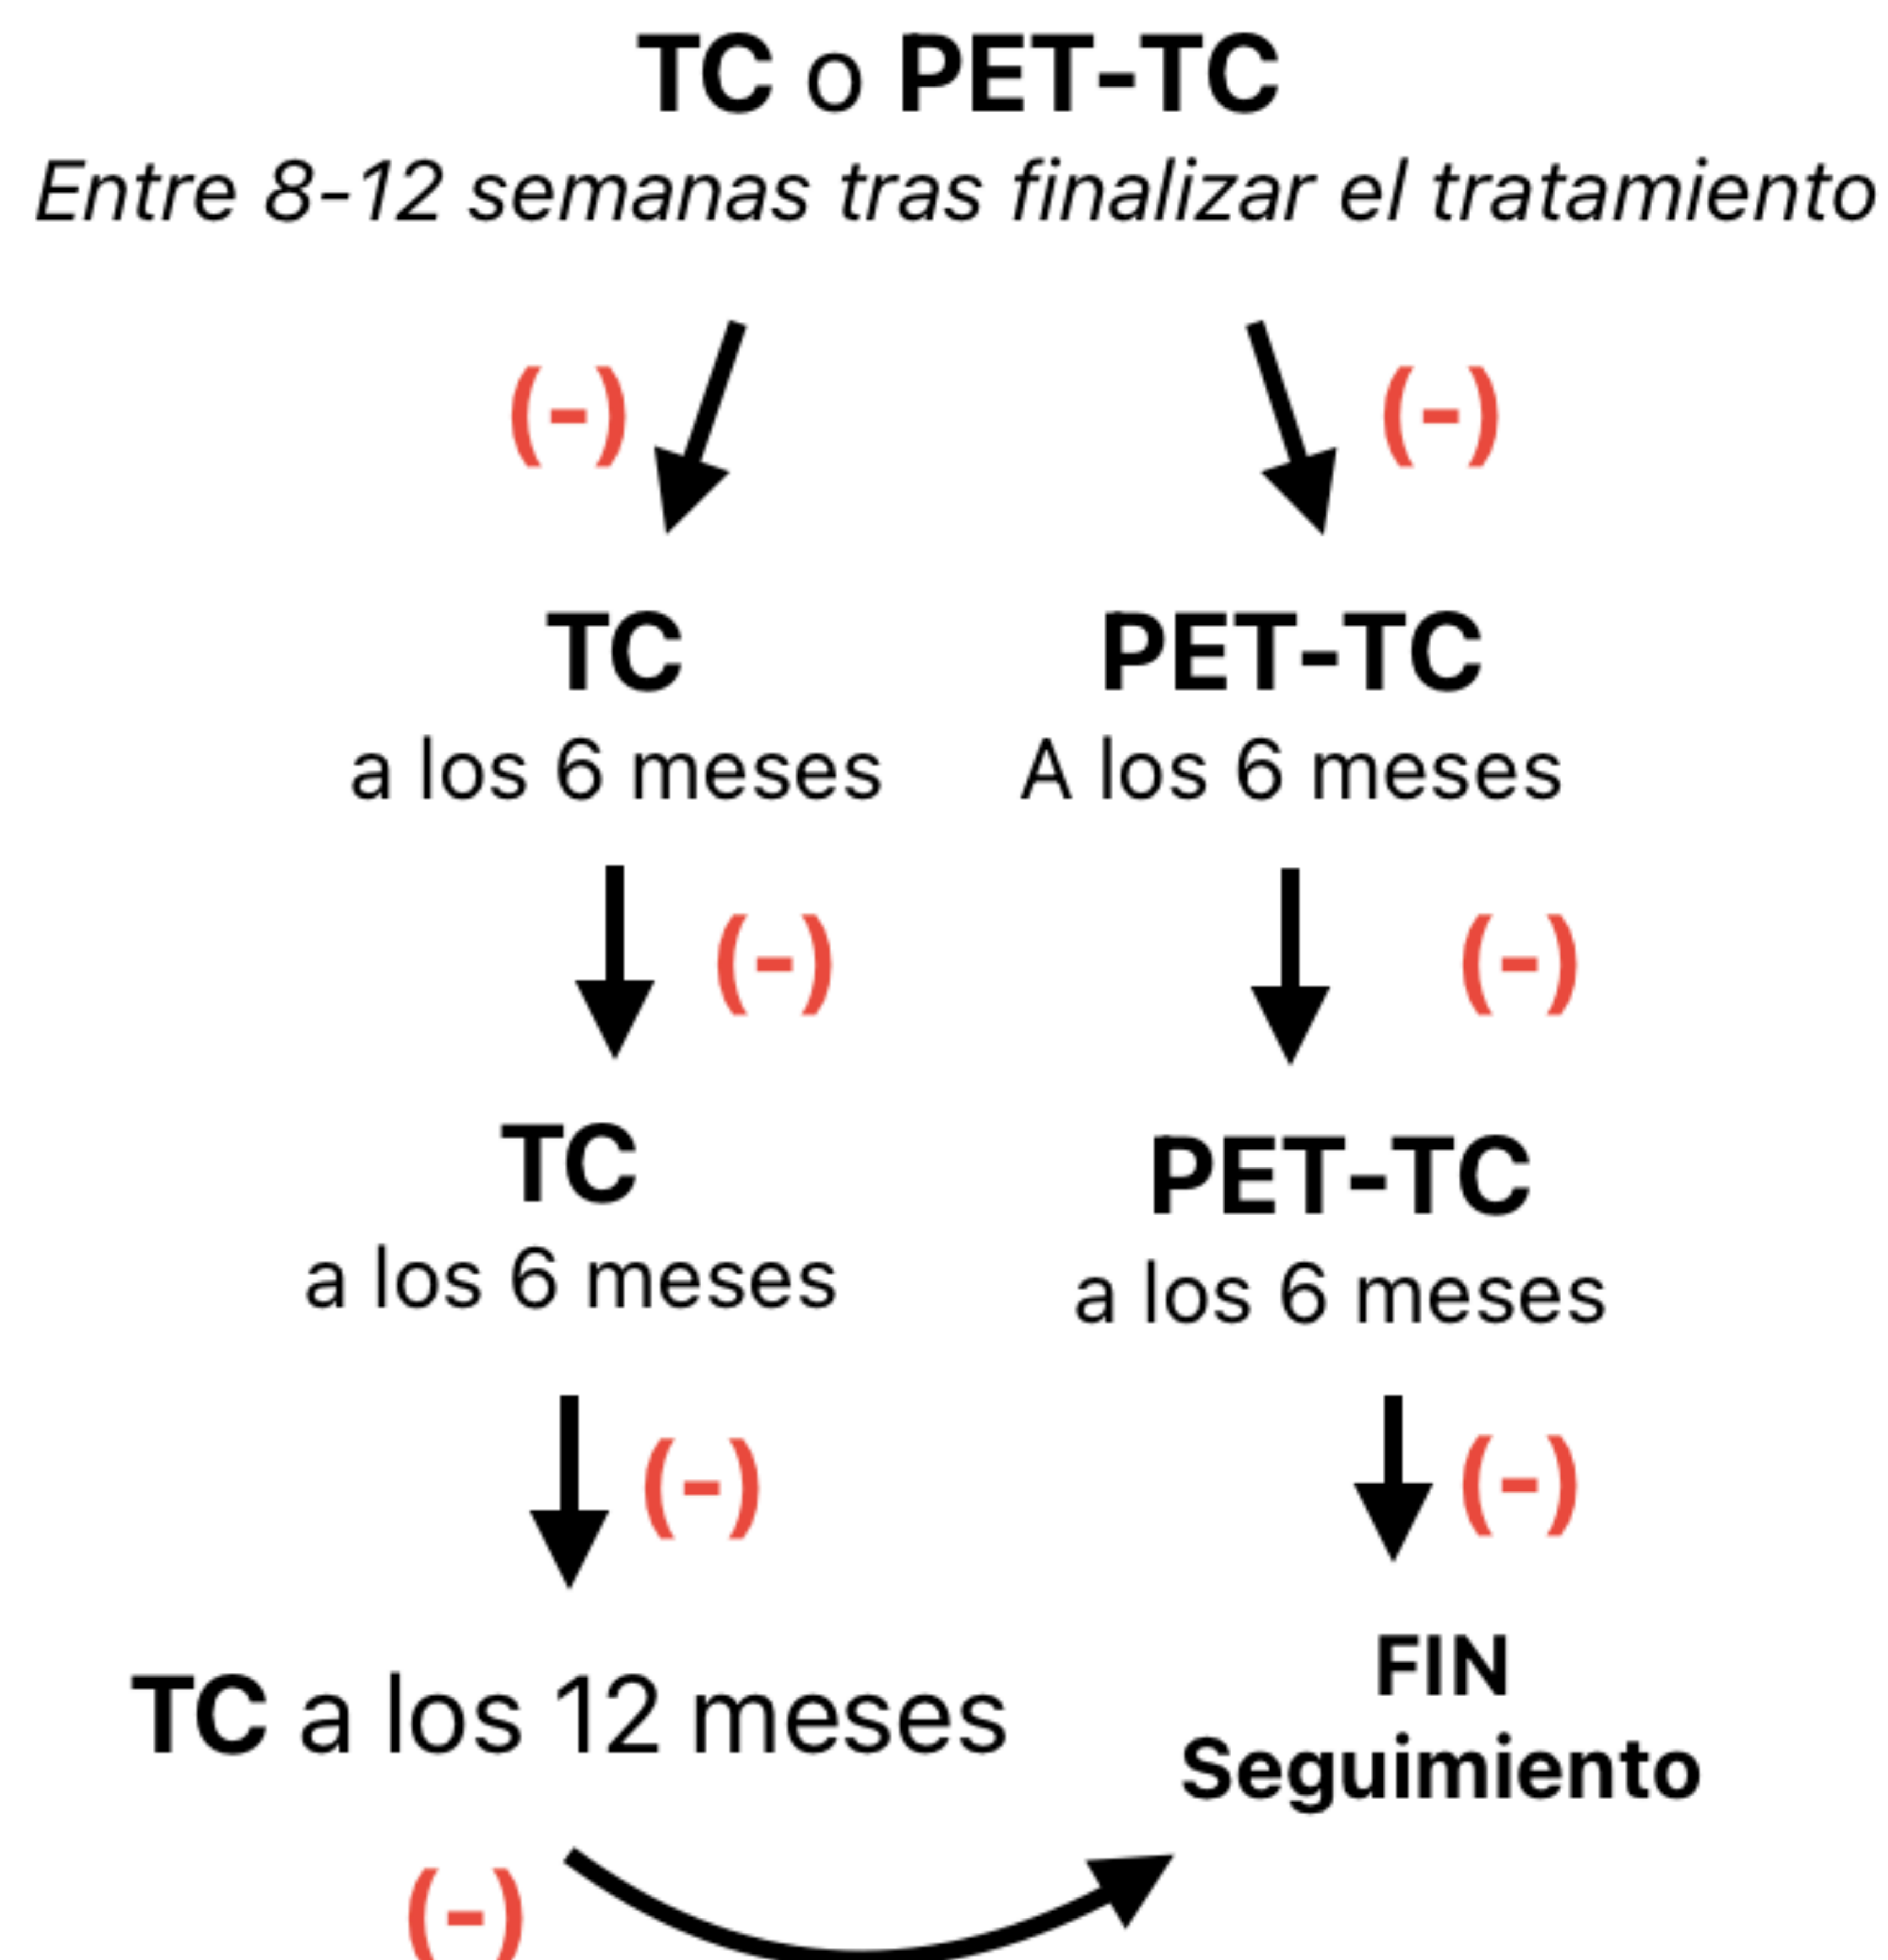 TC o PET-TC
Entre 8-12 semanas tras finalizar el tratamiento
(-)
(-)
TC
a los 6 meses
PET-TC
A los 6 meses
(-)
(-)
TC
a los 6 meses
PET-TC
a los 6 meses
(-)
(-)
TC a los 12 meses
FIN
Seguimiento
(-)